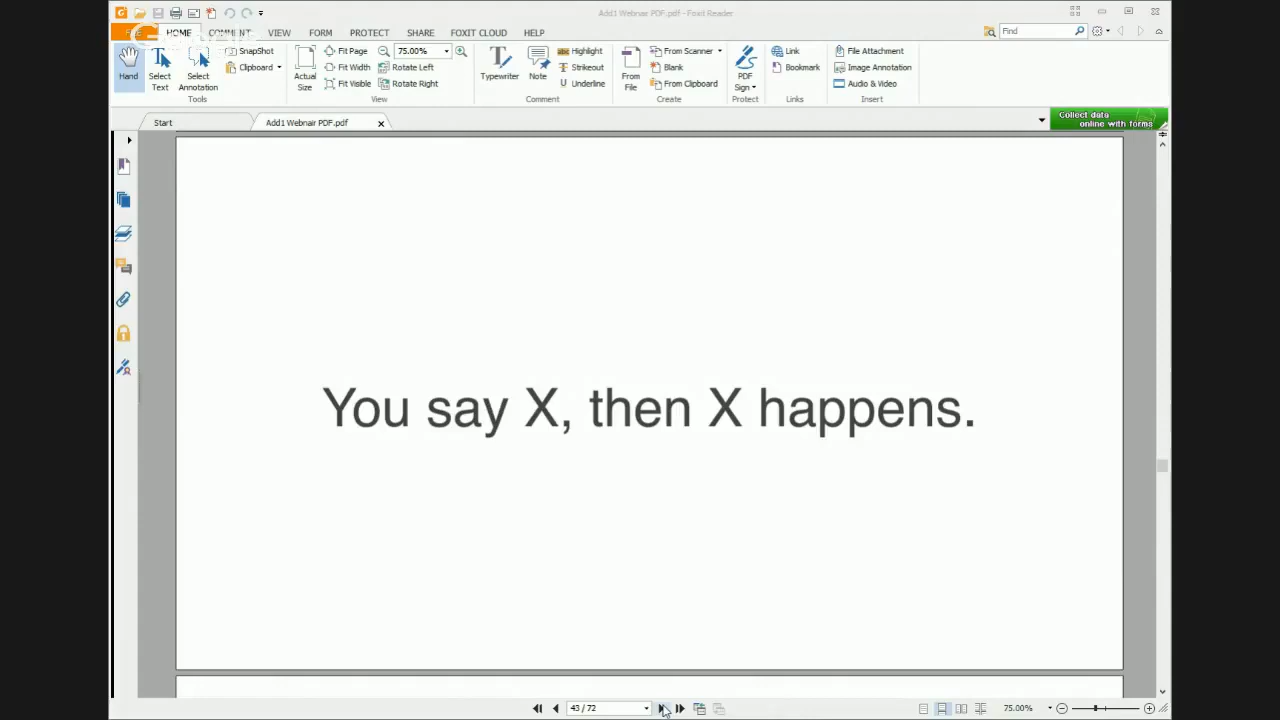 Add1 Webnair PDF.pdf - Foxit Reader
FILE HOME COMMENT VIEW FORM PROTECT SHARE FOXIT CLOUD HELP
Find
Hand
Select Text
Select Annotation
SnapShot
Clipboard
Tools
Actual Size
Fit Page
Fit Width
Fit Visible
75.00%
Rotate Left
Rotate Right
View
Typewriter
Note
Highlight
Strikeout
Underline
Comment
From File
From Scanner
Blank
From Clipboard
Create
PDF Sign
Protect
Link
Bookmark
Links
File Attachment
Image Annotation
Audio & Video
Insert
Start
Add1 Webnair PDF.pdf
Collect data
online with forms
You say X, then X happens.
43 / 72
75.00%